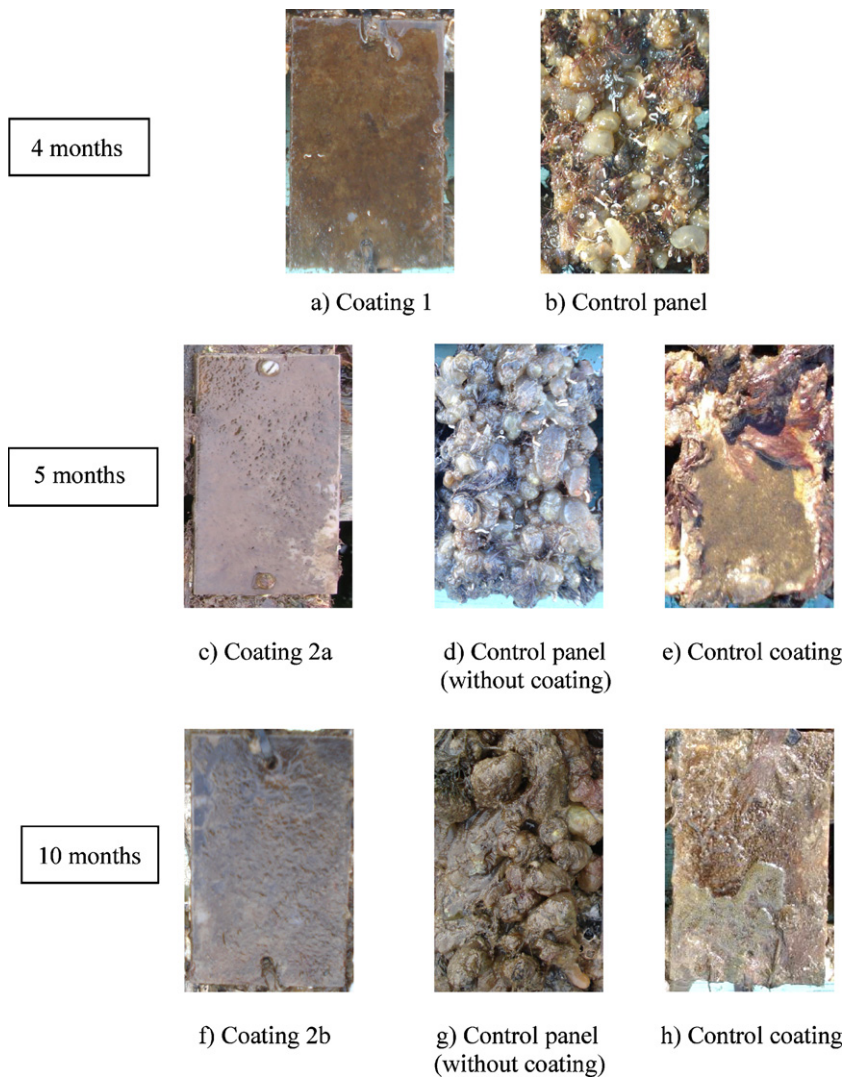 4 months
a) Coating 1
b) Control panel
5 months
c) Coating 2a
d) Control panel
(without coating)
e) Control coating
10 months
f) Coating 2b
g) Control panel
(without coating)
h) Control coating